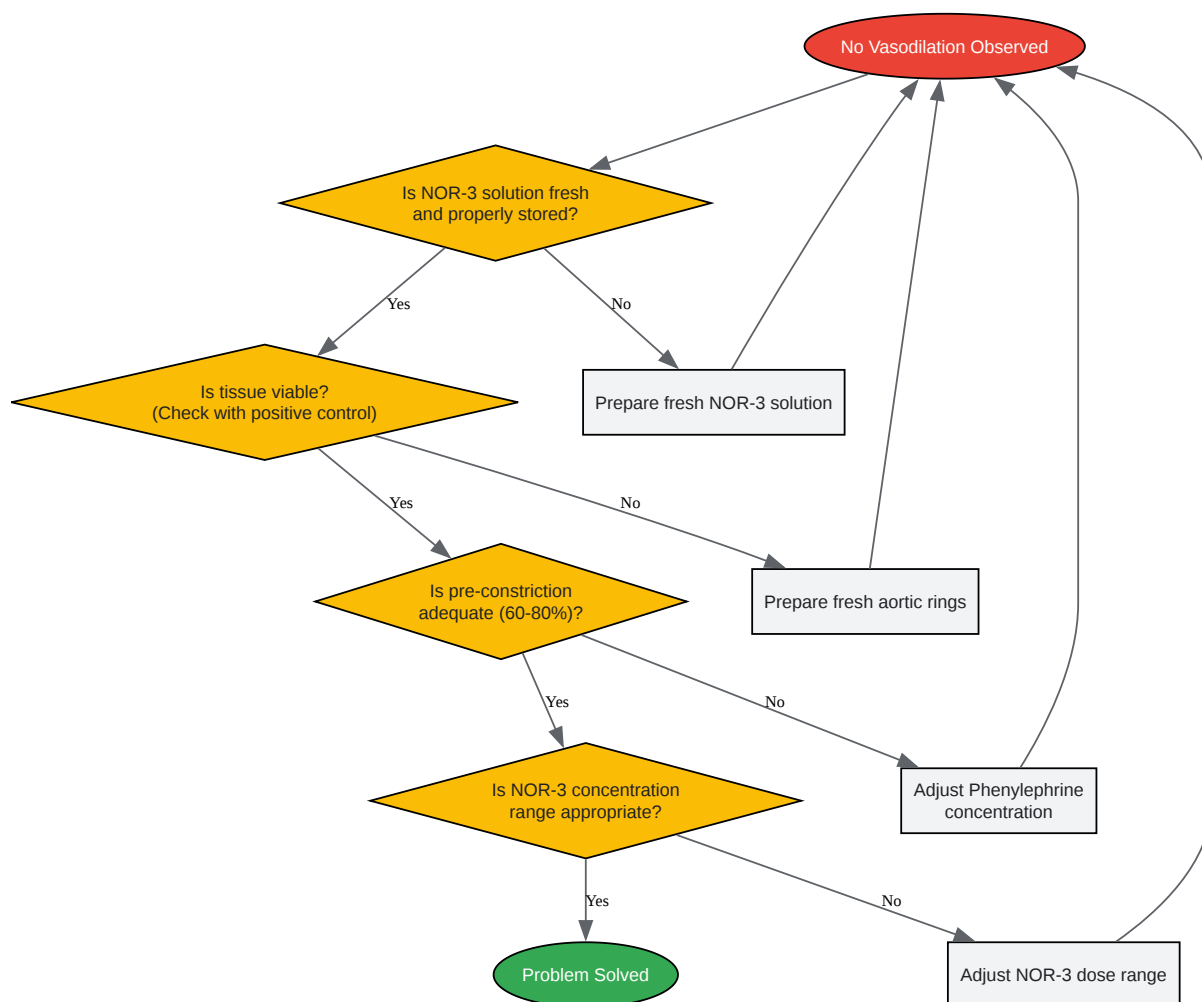 No Vasodilation Observed
Is NOR-3 solution fresh
and properly stored?
Yes
No
Is tissue viable?
(Check with positive control)
Prepare fresh NOR-3 solution
Yes
No
Is pre-constriction
adequate (60-80%)?
Prepare fresh aortic rings
Yes
No
Is NOR-3 concentration
range appropriate?
Adjust Phenylephrine
concentration
Yes
No
Problem Solved
Adjust NOR-3 dose range